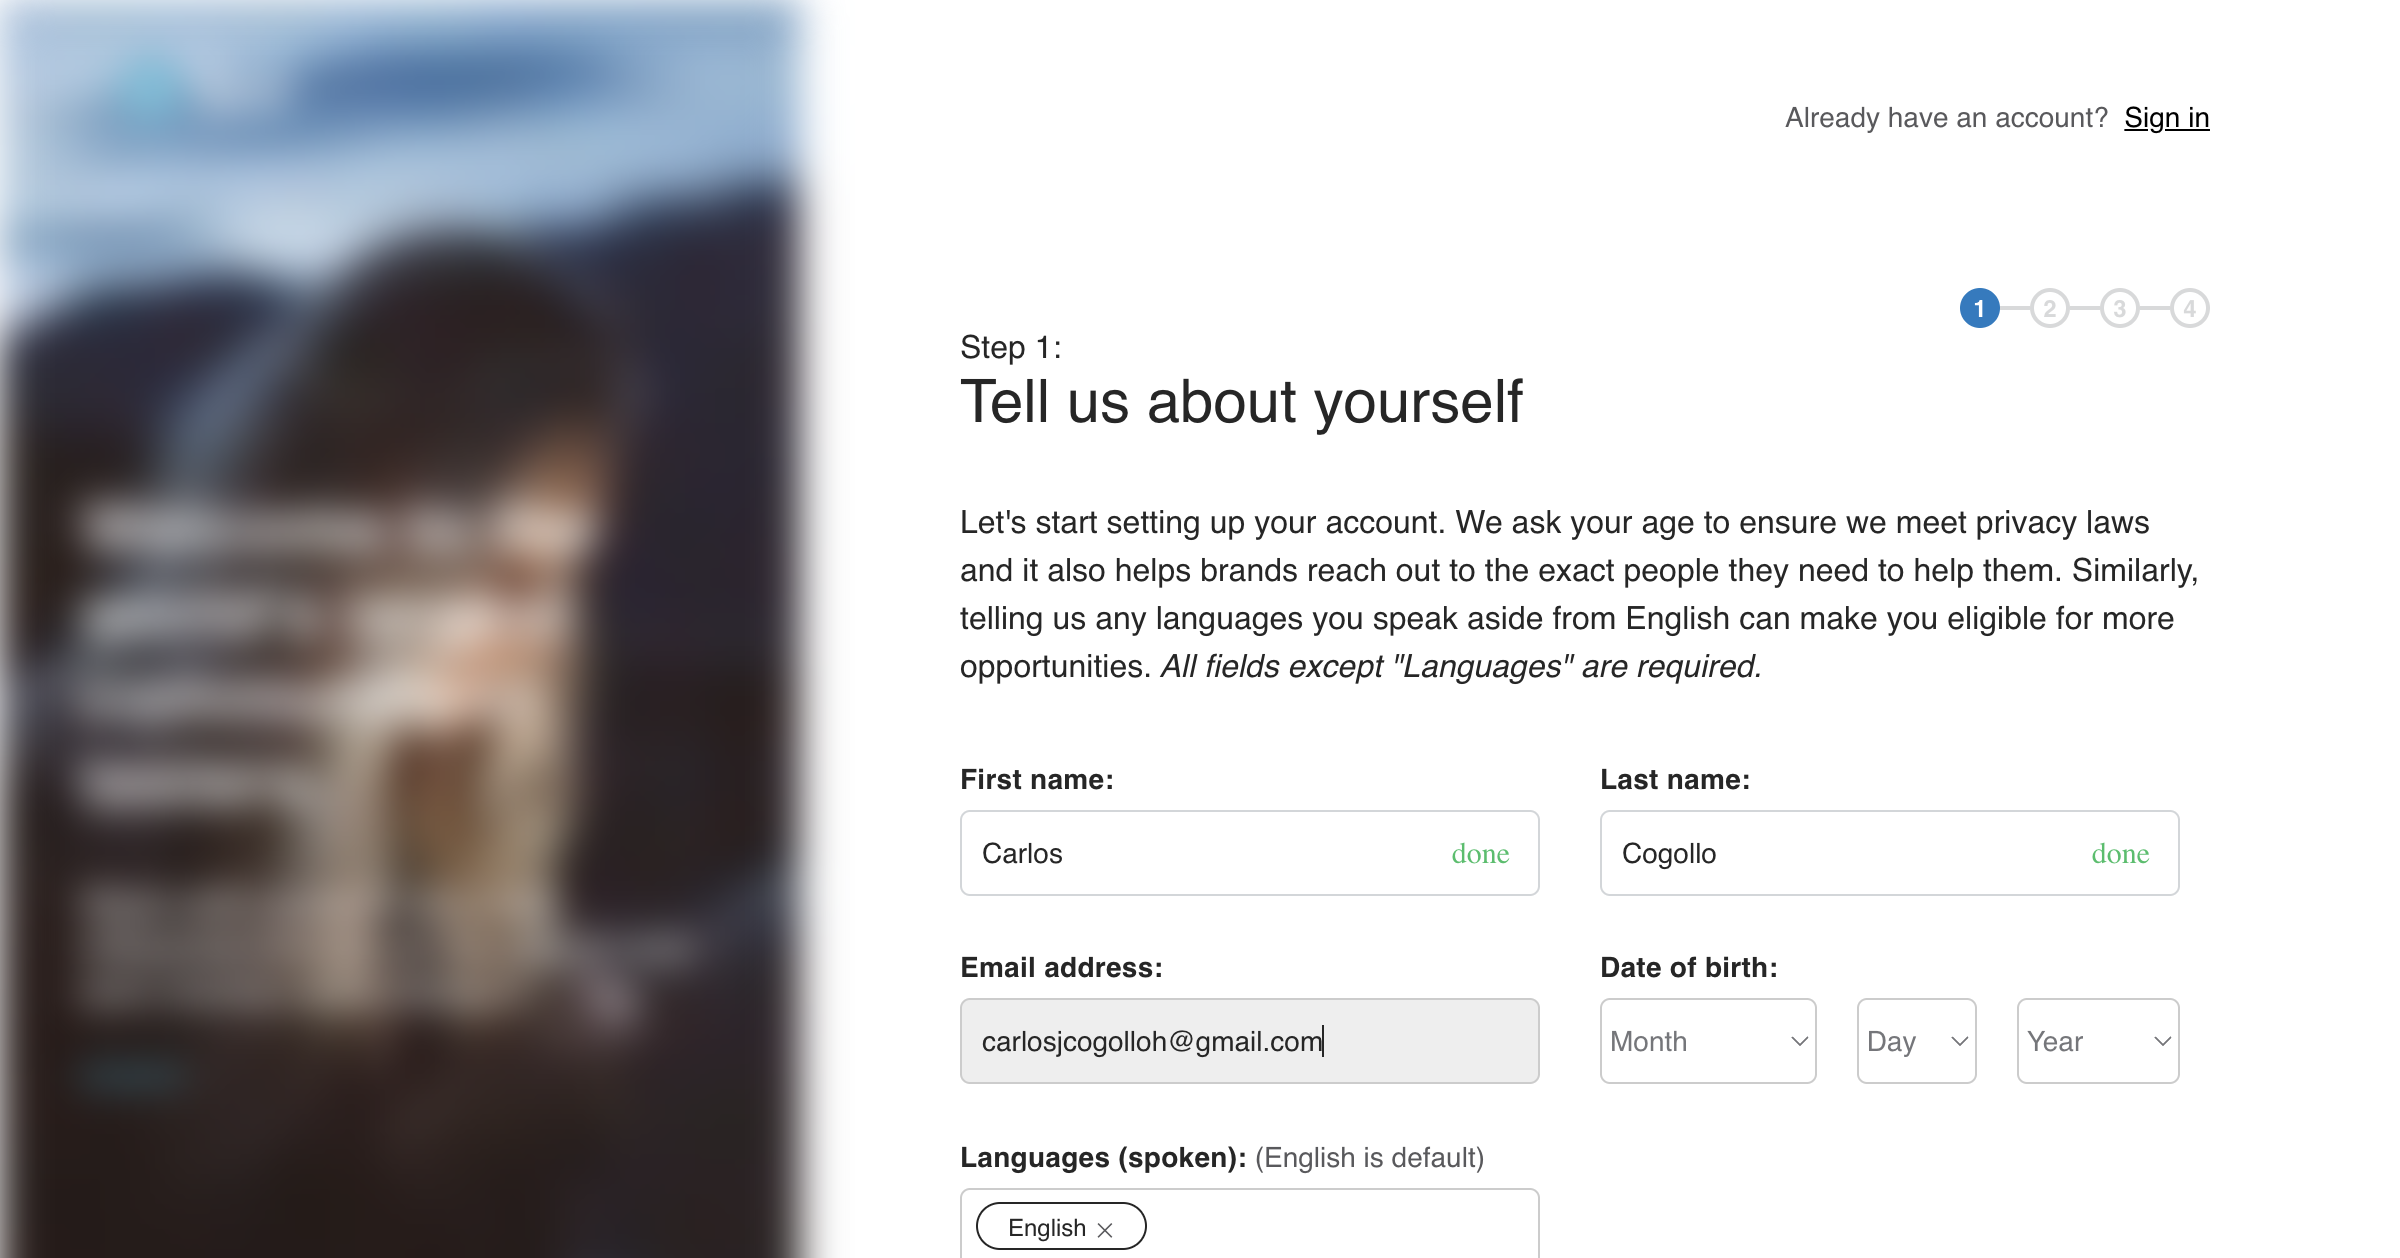 Already have an account? Sign in
1 2 3 4
Step 1:
Tell us about yourself
Let's start setting up your account. We ask your age to ensure we meet privacy laws
and it also helps brands reach out to the exact people they need to help them. Similarly,
telling us any languages you speak aside from English can make you eligible for more
opportunities. All fields except "Languages" are required.
First name:
Last name:
Carlos done
Cogollo done
Email address:
Date of birth:
carlosjcogolloh@gmail.com
Month Day Year
Languages (spoken): (English is default)
English ×